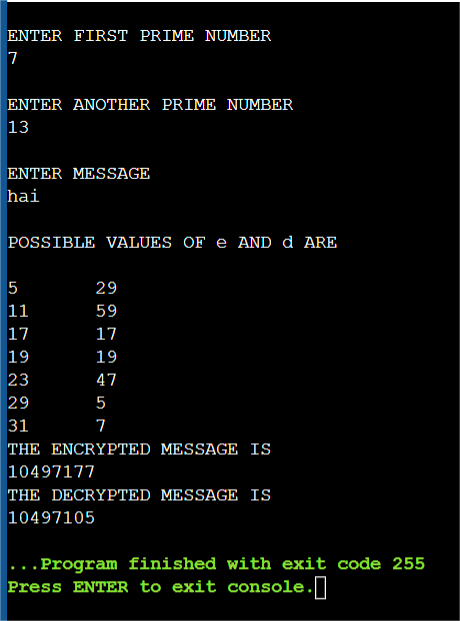 ENTER FIRST PRIME NUMBER
7
ENTER ANOTHER PRIME NUMBER
13
ENTER MESSAGE
hai
POSSIBLE VALUES OF e AND d ARE
5 29
11 59
17 17
19 19
23 47
29 5
31 7
THE ENCRYPTED MESSAGE IS
10497177
THE DECRYPTED MESSAGE IS
10497105
...Program finished with exit code 255
Press ENTER to exit console.